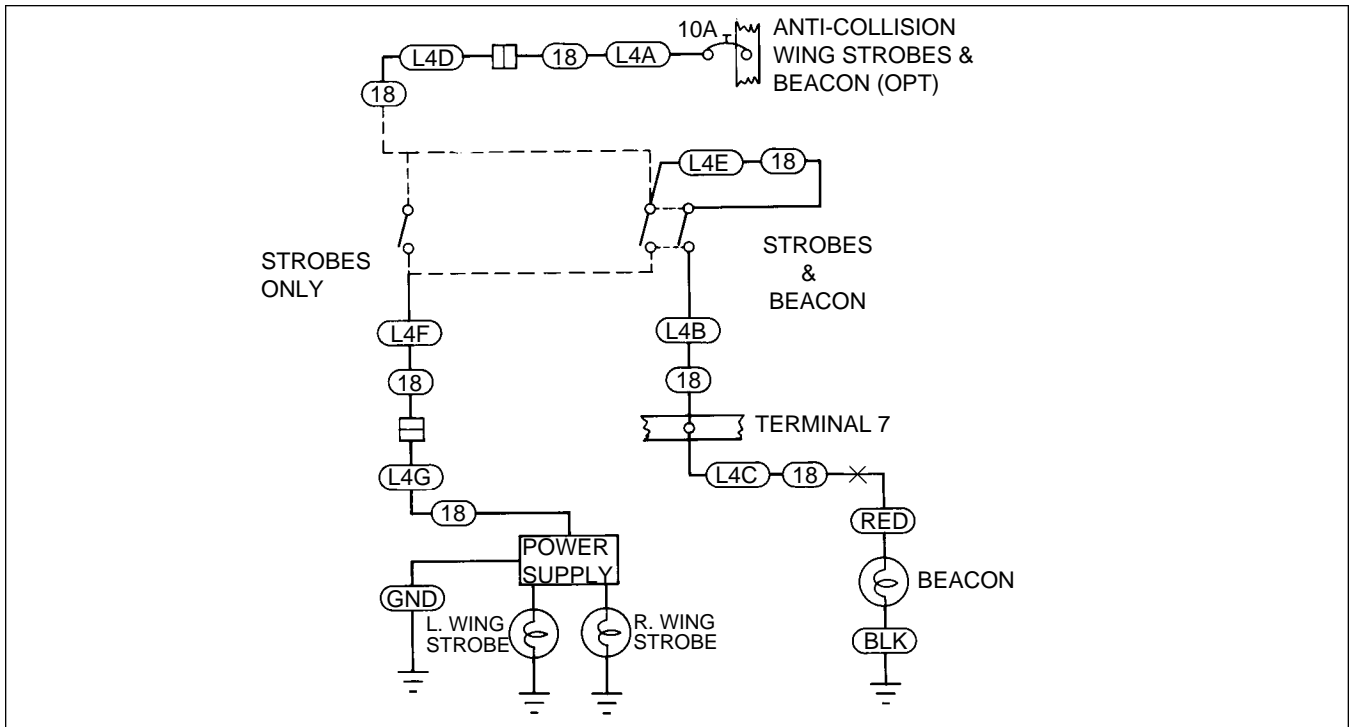 10A
ANTI-COLLISION
WING STROBES &
BEACON (OPT)
L4D
18
L4A
18
L4E
18
STROBES
ONLY
STROBES
&
BEACON
L4F
L4B
18
18
TERMINAL 7
L4G
L4C
18
18
RED
POWER
SUPPLY
BEACON
GND
L. WING
STROBE
R. WING
STROBE
BLK